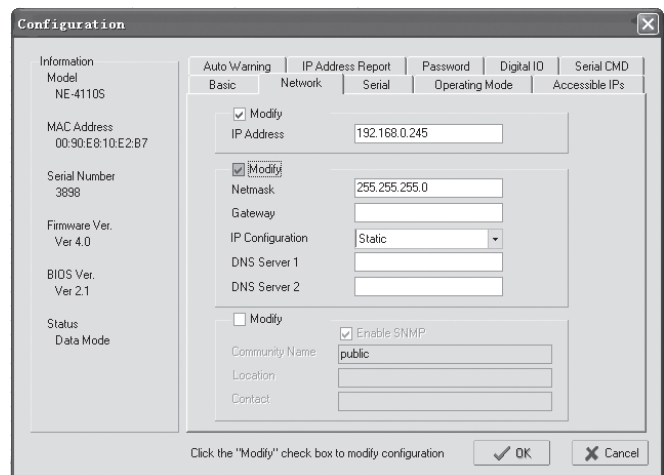 Configuration
Information
Model
NE-4110S
MAC Address
00:90:E8:10:E2:B7
Serial Number
3898
Firmware Ver.
Ver 4.0
BIOS Ver.
Ver 2.1
Status
Data Mode
Auto Warning IP Address Report Password Digital IO Serial CMD
Basic Network Serial Operating Mode Accessible IPs
Modify
IP Address 192.168.0.245
Modify
Netmask 255.255.255.0
Gateway
IP Configuration Static
DNS Server 1
DNS Server 2
Modify
Enable SNMP
Community Name public
Location
Contact
Click the "Modify" check box to modify configuration OK Cancel